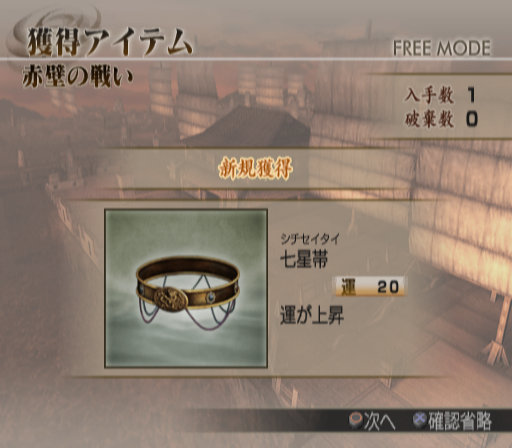 獲得アイテム
FREE MODE
赤壁の戦い
入手数 1
破棄数 0
新規獲得
シチセイタイ
七星帯
運 20
運が上昇
次へ 確認省略